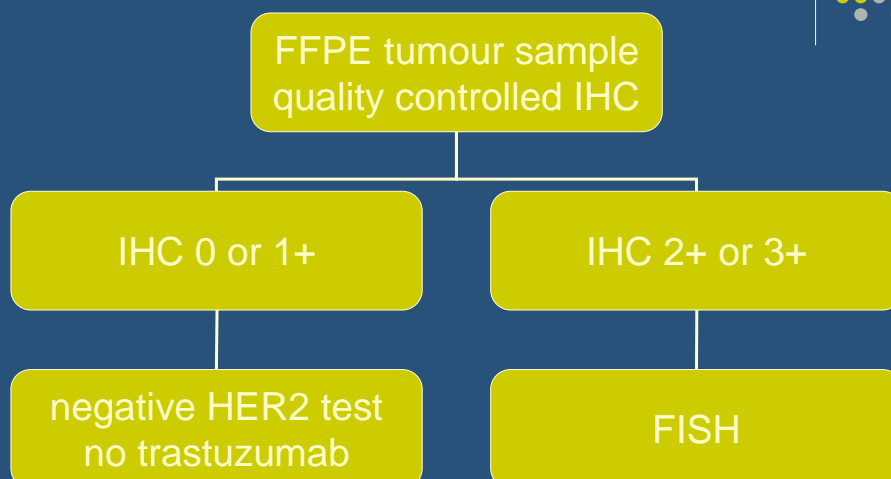 FFPE tumour sample
quality controlled IHC
IHC 0 or 1+
IHC 2+ or 3+
negative HER2 test
no trastuzumab
FISH